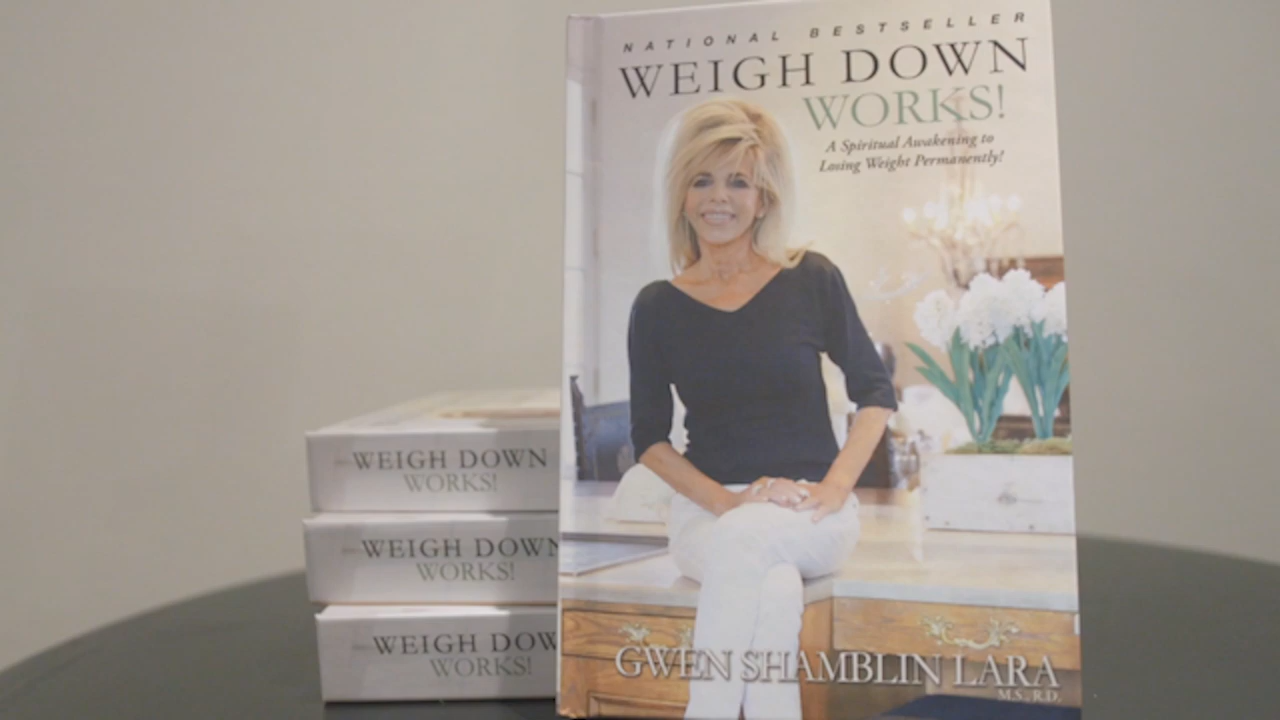 NATIONAL BESTSELLER
WEIGH DOWN
WORKS!
A Spiritual Awakening to
Losing Weight Permanently!
GWEN SHAMBLIN LARA
M.S., R.D.
WEIGH DOWN
WORKS!
WEIGH DOWN
WORKS!
WEIGH DOW
WORKS!